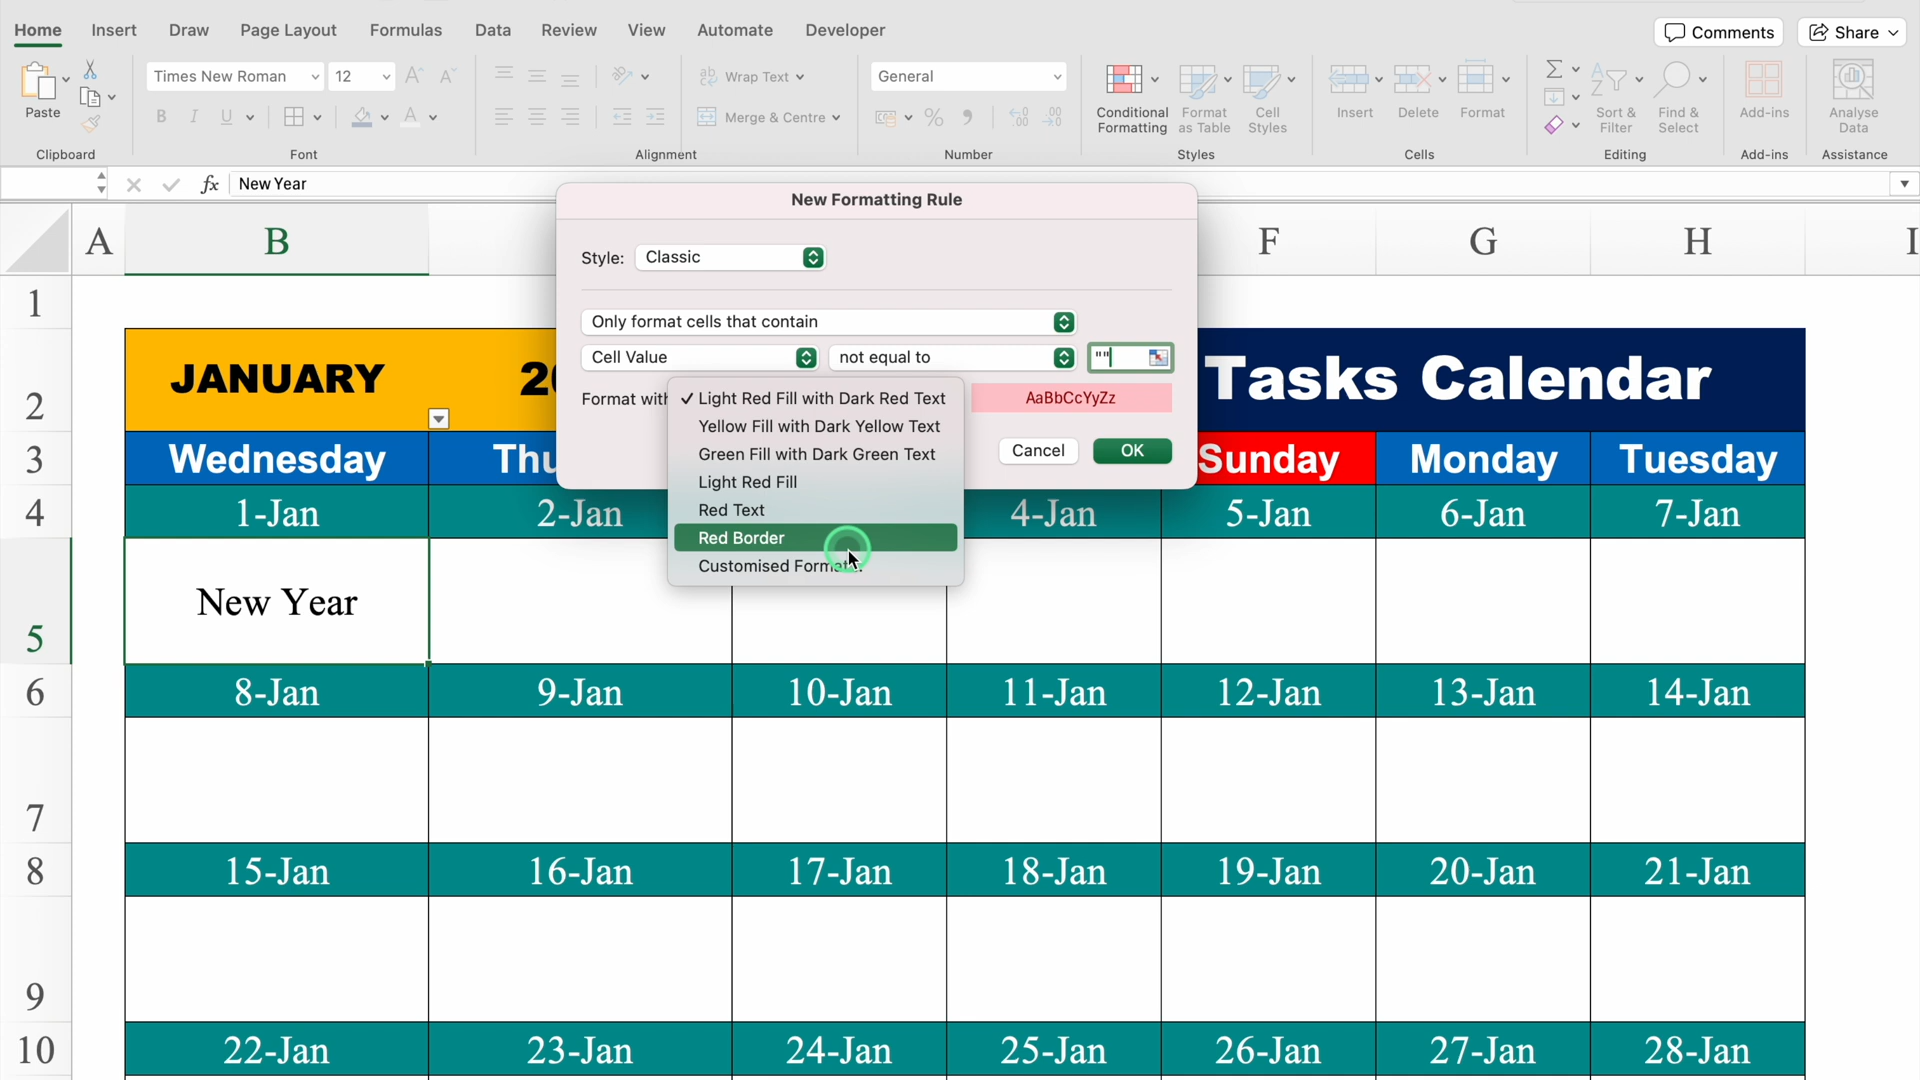 Home Insert Draw Page Layout Formulas Data Review View Automate Developer Comments Share
Times New Roman 12 Wrap Text General
Paste B I U Merge & Centre % Conditional Formatting Format as Table Cell Styles Insert Delete Format Sort & Filter Find & Select Add-ins Analyse Data
Clipboard Font Alignment Number Styles Cells Editing Add-ins Assistance
fx New Year
New Formatting Rule
Style: Classic
Only format cells that contain
Cell Value not equal to ""
Format with
Light Red Fill with Dark Red Text AaBbCcYyZz
Yellow Fill with Dark Yellow Text
Green Fill with Dark Green Text
Light Red Fill
Red Text
Red Border
Customised Format
Cancel OK
A B F G H I
1
2 JANUARY Tasks Calendar
3 Wednesday Sunday Monday Tuesday
4 1-Jan 2-Jan 4-Jan 5-Jan 6-Jan 7-Jan
5 New Year
6 8-Jan 9-Jan 10-Jan 11-Jan 12-Jan 13-Jan 14-Jan
7
8 15-Jan 16-Jan 17-Jan 18-Jan 19-Jan 20-Jan 21-Jan
9
10 22-Jan 23-Jan 24-Jan 25-Jan 26-Jan 27-Jan 28-Jan